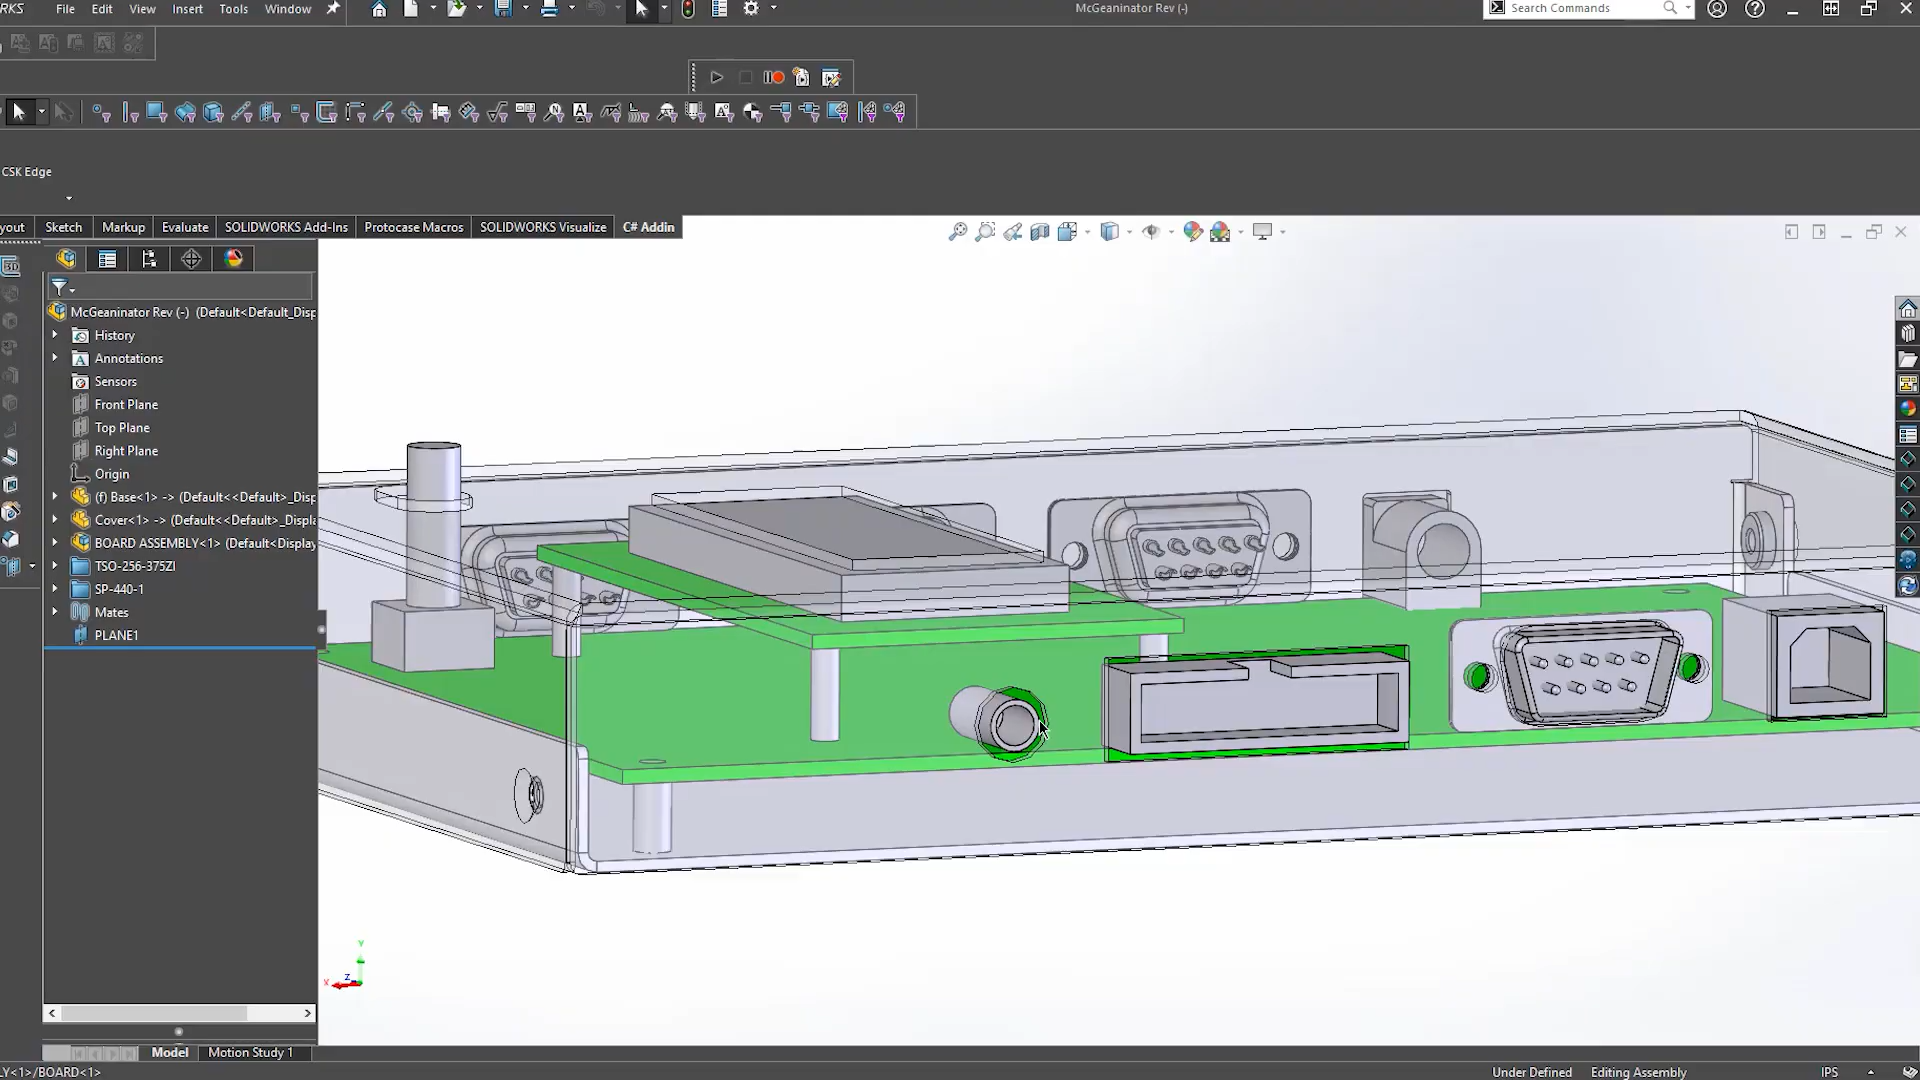 RKS File Edit View Insert Tools Window McGeaninator Rev (-) Search Commands
CSK Edge
yout Sketch Markup Evaluate SOLIDWORKS Add-Ins Protocase Macros SOLIDWORKS Visualize C# Addin
McGeaninator Rev (-) (Default<Default_Disp
History
Annotations
Sensors
Front Plane
Top Plane
Right Plane
Origin
(f) Base<1> -> (Default<<Default>_Disp
Cover<1> -> (Default<<Default>_Displa
BOARD ASSEMBLY<1> (Default<Display
TSO-256-375ZI
SP-440-1
Mates
PLANE1
Y
Z
X
Model Motion Study 1
LY<1>/BOARD<1> Under Defined Editing Assembly IPS